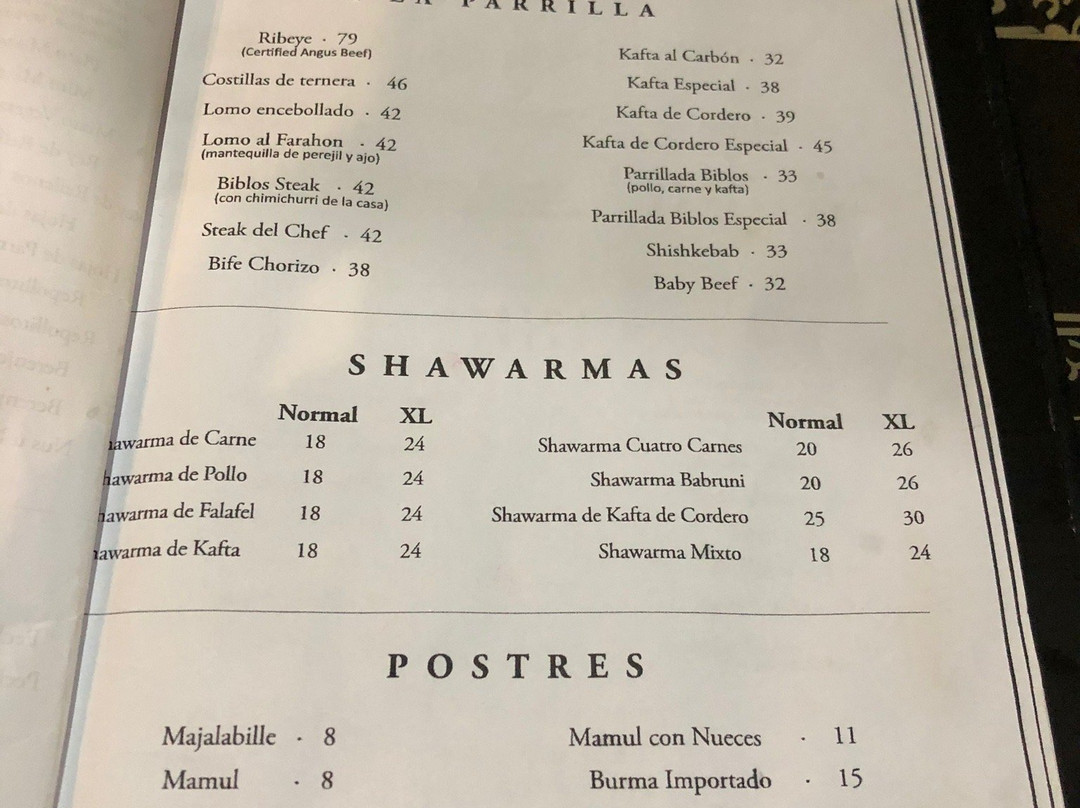 LA PARRILLA
Ribeye · 79
(Certified Angus Beef)
Costillas de ternera · 46
Lomo encebollado · 42
Lomo al Farahon · 42
(mantequilla de perejil y ajo)
Biblos Steak · 42
(con chimichurri de la casa)
Steak del Chef · 42
Bife Chorizo · 38
Kafta al Carbón · 32
Kafta Especial · 38
Kafta de Cordero · 39
Kafta de Cordero Especial · 45
Parrillada Biblos · 33
(pollo, carne y kafta)
Parrillada Biblos Especial · 38
Shishkebab · 33
Baby Beef · 32
SHAWARMAS
Normal XL
hawarma de Carne 18 24
hawarma de Pollo 18 24
hawarma de Falafel 18 24
hawarma de Kafta 18 24
Normal XL
Shawarma Cuatro Carnes 20 26
Shawarma Babruni 20 26
Shawarma de Kafta de Cordero 25 30
Shawarma Mixto 18 24
POSTRES
Majalabille · 8
Mamul · 8
Mamul con Nueces · 11
Burma Importado · 15